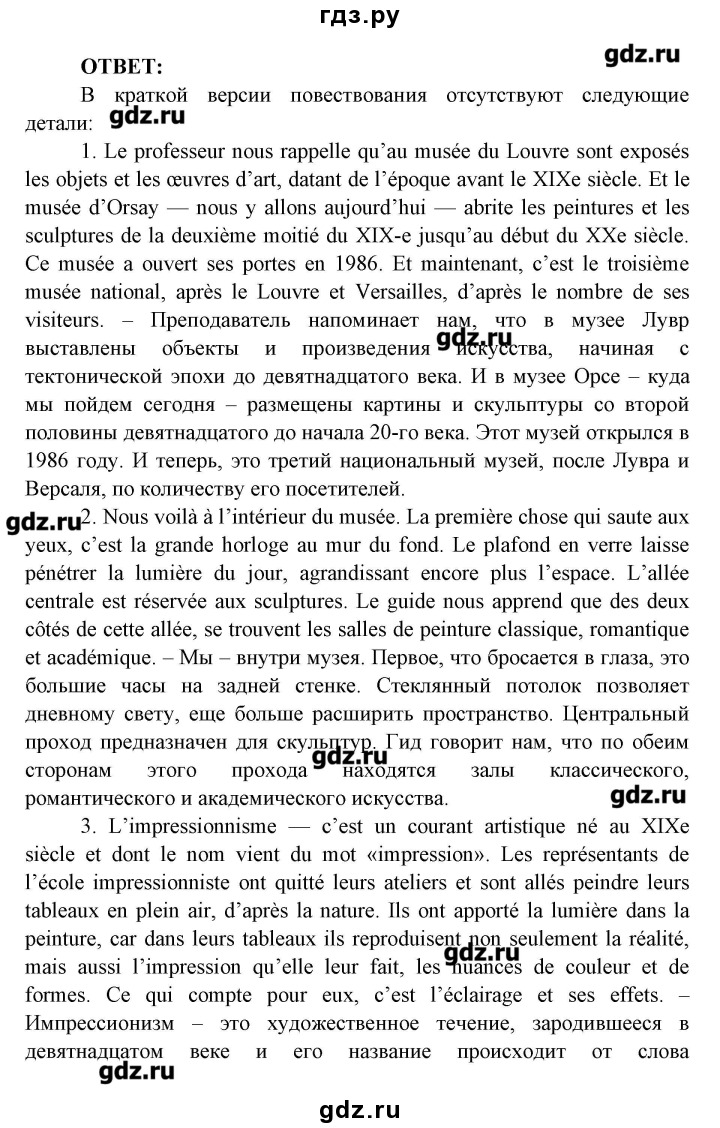 гдз.ру
gdz.ru
ОТВЕТ:
В краткой версии повествования отсутствуют следующие
детали:
gdz.ru
1. Le professeur nous rappelle qu’au musée du Louvre sont exposés
les objets et les œuvres d’art, datant de l’époque avant le XIXe siècle. Et le
musée d’Orsay — nous y allons aujourd’hui — abrite les peintures et les
sculptures de la deuxième moitié du XIX-e jusqu’au début du XXe siècle.
Ce musée a ouvert ses portes en 1986. Et maintenant, c’est le troisième
musée national, après le Louvre et Versailles, d’après le nombre de ses
visiteurs. – Преподаватель напоминает нам, что в музее Лувр
gdz.ru
выставлены объекты и произведения искусства, начиная с
тектонической эпохи до девятнадцатого века. И в музее Орсе – куда
мы пойдем сегодня – размещены картины и скульптуры со второй
половины девятнадцатого до начала 20-го века. Этот музей открылся в
1986 году. И теперь, это третий национальный музей, после Лувра и
Версаля, по количеству его посетителей.
gdz.ru
2. Nous voilà à l’intérieur du musée. La première chose qui saute aux
yeux, c’est la grande horloge au mur du fond. Le plafond en verre laisse
pénétrer la lumière du jour, agrandissant encore plus l’espace. L’allée
centrale est réservée aux sculptures. Le guide nous apprend que des deux
côtés de cette allée, se trouvent les salles de peinture classique, romantique
et académique. – Мы – внутри музея. Первое, что бросается в глаза, это
большие часы на задней стенке. Стеклянный потолок позволяет
дневному свету, еще больше расширить пространство. Центральный
проход предназначен для скульптур. Гид говорит нам, что по обеим
gdz.ru
сторонам этого прохода находятся залы классического,
романтического и академического искусства.
gdz.ru
3. L’impressionnisme — c’est un courant artistique né au XIXe
siècle et dont le nom vient du mot «impression». Les représentants de
l’école impressionniste ont quitté leurs ateliers et sont allés peindre leurs
tableaux en plein air, d’après la nature. Ils ont apporté la lumière dans la
peinture, car dans leurs tableaux ils reproduisent non seulement la réalité,
gdz.ru
mais aussi l’impression qu’elle leur fait, les nuances de couleur et de
formes. Ce qui compte pour eux, c’est l’éclairage et ses effets. –
Импрессионизм – это художественное течение, зародившееся в
девятнадцатом веке и его название происходит от слова
gdz.ru
gdz.ru